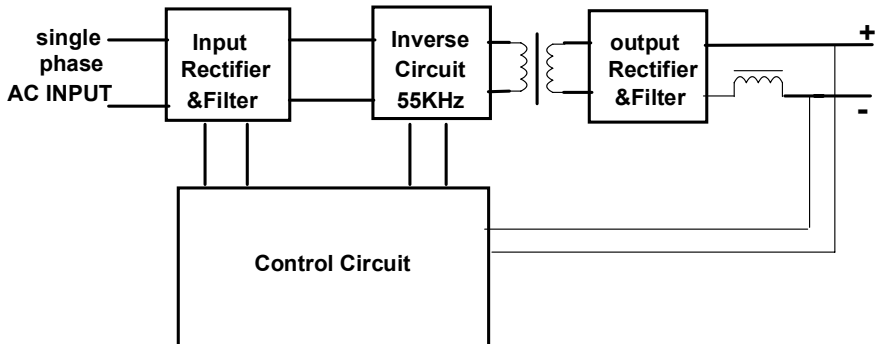 single
phase
AC INPUT
Input
Rectifier
&Filter
Inverse
Circuit
55KHz
output
Rectifier
&Filter
+
-
Control Circuit